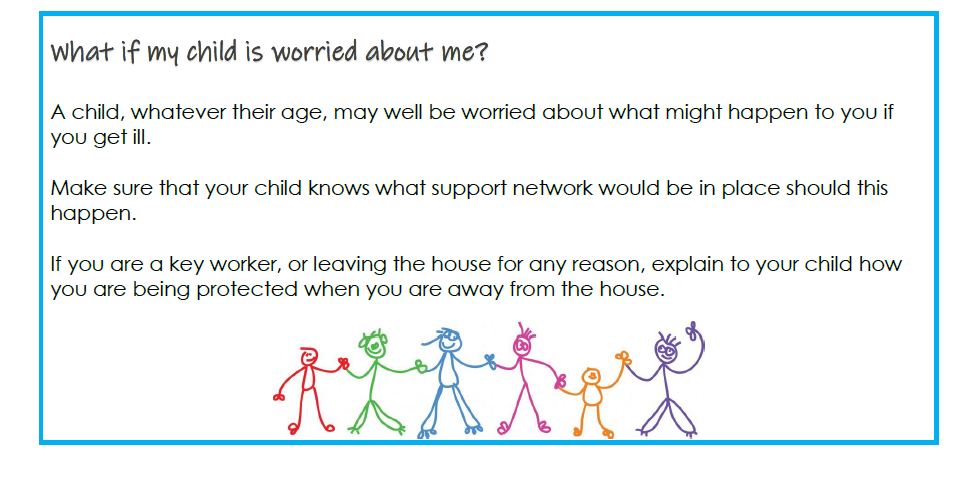 What if my child is worried about me?
A child, whatever their age, may well be worried about what might happen to you if
you get ill.
Make sure that your child knows what support network would be in place should this
happen.
If you are a key worker, or leaving the house for any reason, explain to your child how
you are being protected when you are away from the house.